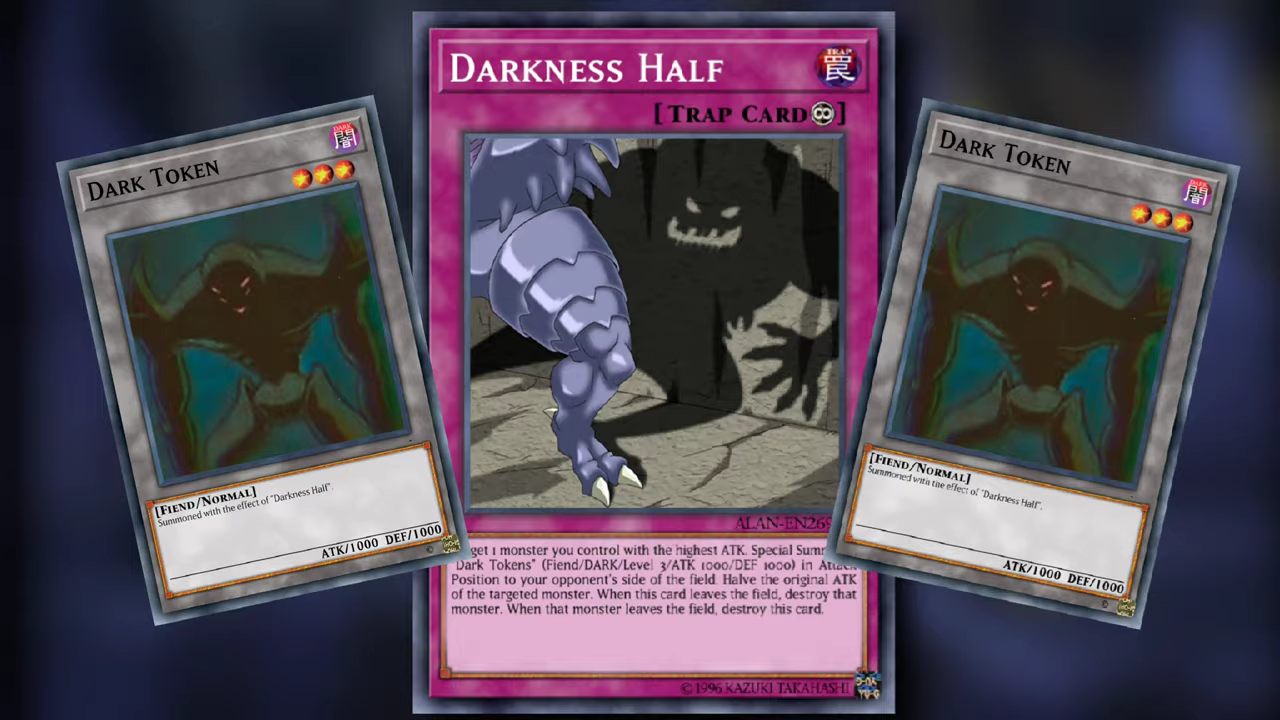 DARKNESS HALF
TRAP
罠
[TRAP CARD]
ALAN-EN269
get 1 monster you control with the highest ATK. Special
"Dark Tokens" (Fiend/DARK/Level 3/ATK 1000/DEF 1000) in Attack
Position to your opponent's side of the field. Halve the original ATK
of the targeted monster. When this card leaves the field, destroy that
monster. When that monster leaves the field, destroy this card.
©1996 KAZUKI TAKAHASHI
DARK TOKEN
DARK
闇
[FIEND/NORMAL]
Summoned with the effect of "Darkness Half".
ATK/1000 DEF/1000
©
DARK TOKEN
DARK
闇
[FIEND/NORMAL]
Summoned with the effect of "Darkness Half".
ATK/1000 DEF/1000
©